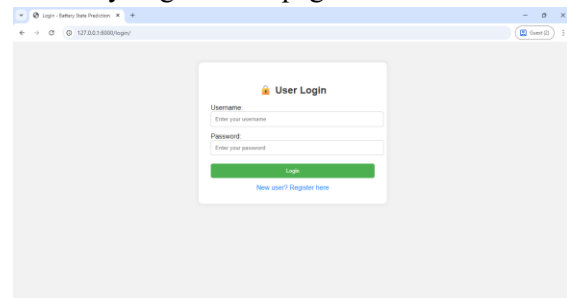 Login - Battery State Prediction
127.0.0.1:8000/login/
Guest (2)
User Login
Username:
Enter your username
Password:
Enter your password
Login
New user? Register here